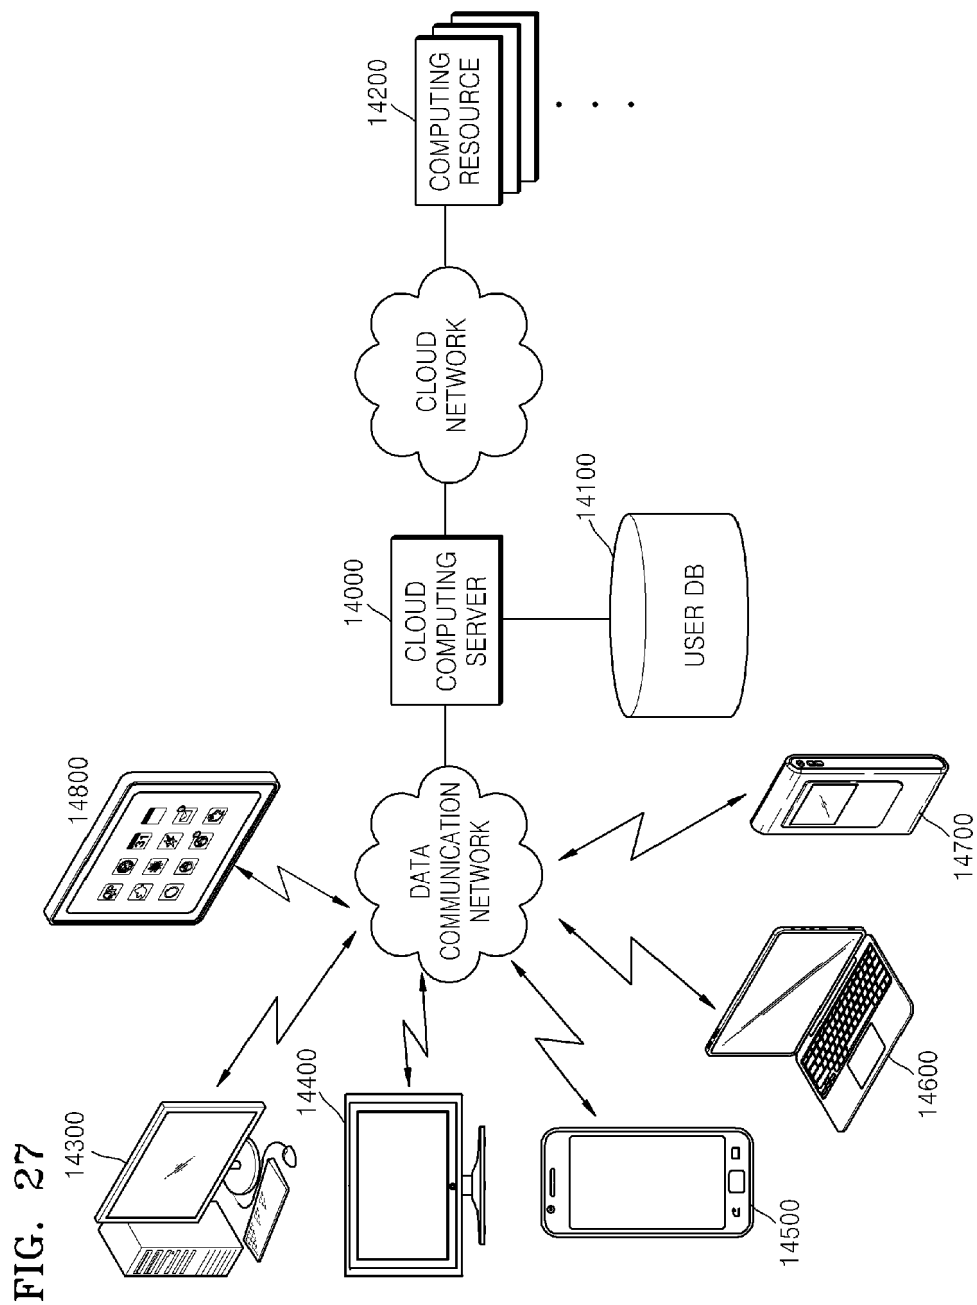 FIG. 27
14300
14800
14400
14500
14600
14700
DATA
COMMUNICATION
NETWORK
14000
CLOUD
COMPUTING
SERVER
14100
USER DB
CLOUD
NETWORK
14200
COMPUTING
RESOURCE
31